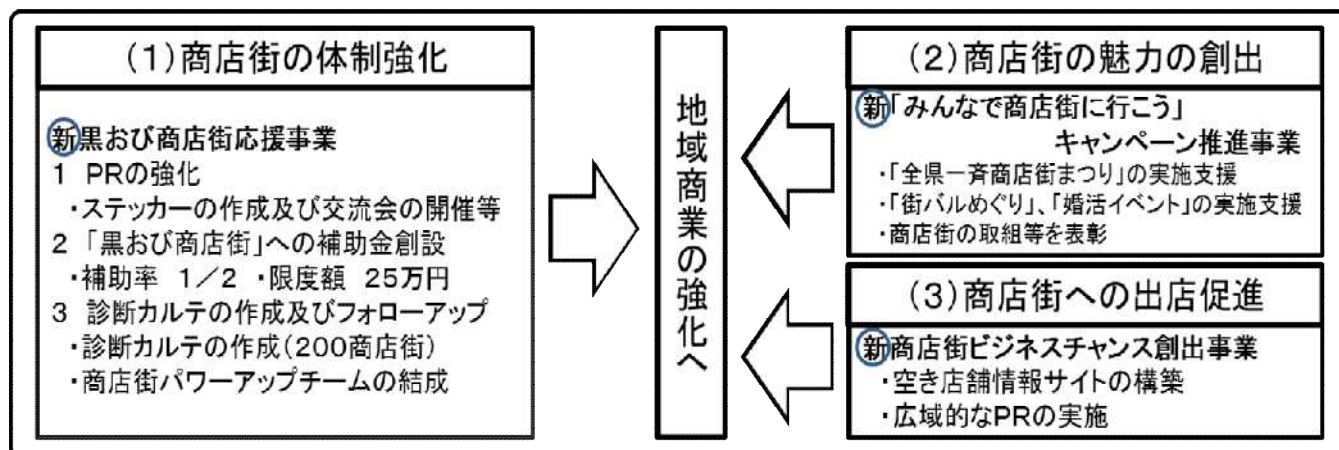 (1)商店街の体制強化
新黒おび商店街応援事業
1 PRの強化
・ステッカーの作成及び交流会の開催等
2 「黒おび商店街」への補助金創設
・補助率 1/2 ・限度額 25万円
3 診断カルテの作成及びフォローアップ
・診断カルテの作成(200商店街)
・商店街パワーアップチームの結成
地域商業の強化へ
(2)商店街の魅力の創出
新「みんなで商店街に行こう」
キャンペーン推進事業
・「全県一斉商店街まつり」の実施支援
・「街バルめぐり」、「婚活イベント」の実施支援
・商店街の取組等を表彰
(3)商店街への出店促進
新商店街ビジネスチャンス創出事業
・空き店舗情報サイトの構築
・広域的なPRの実施